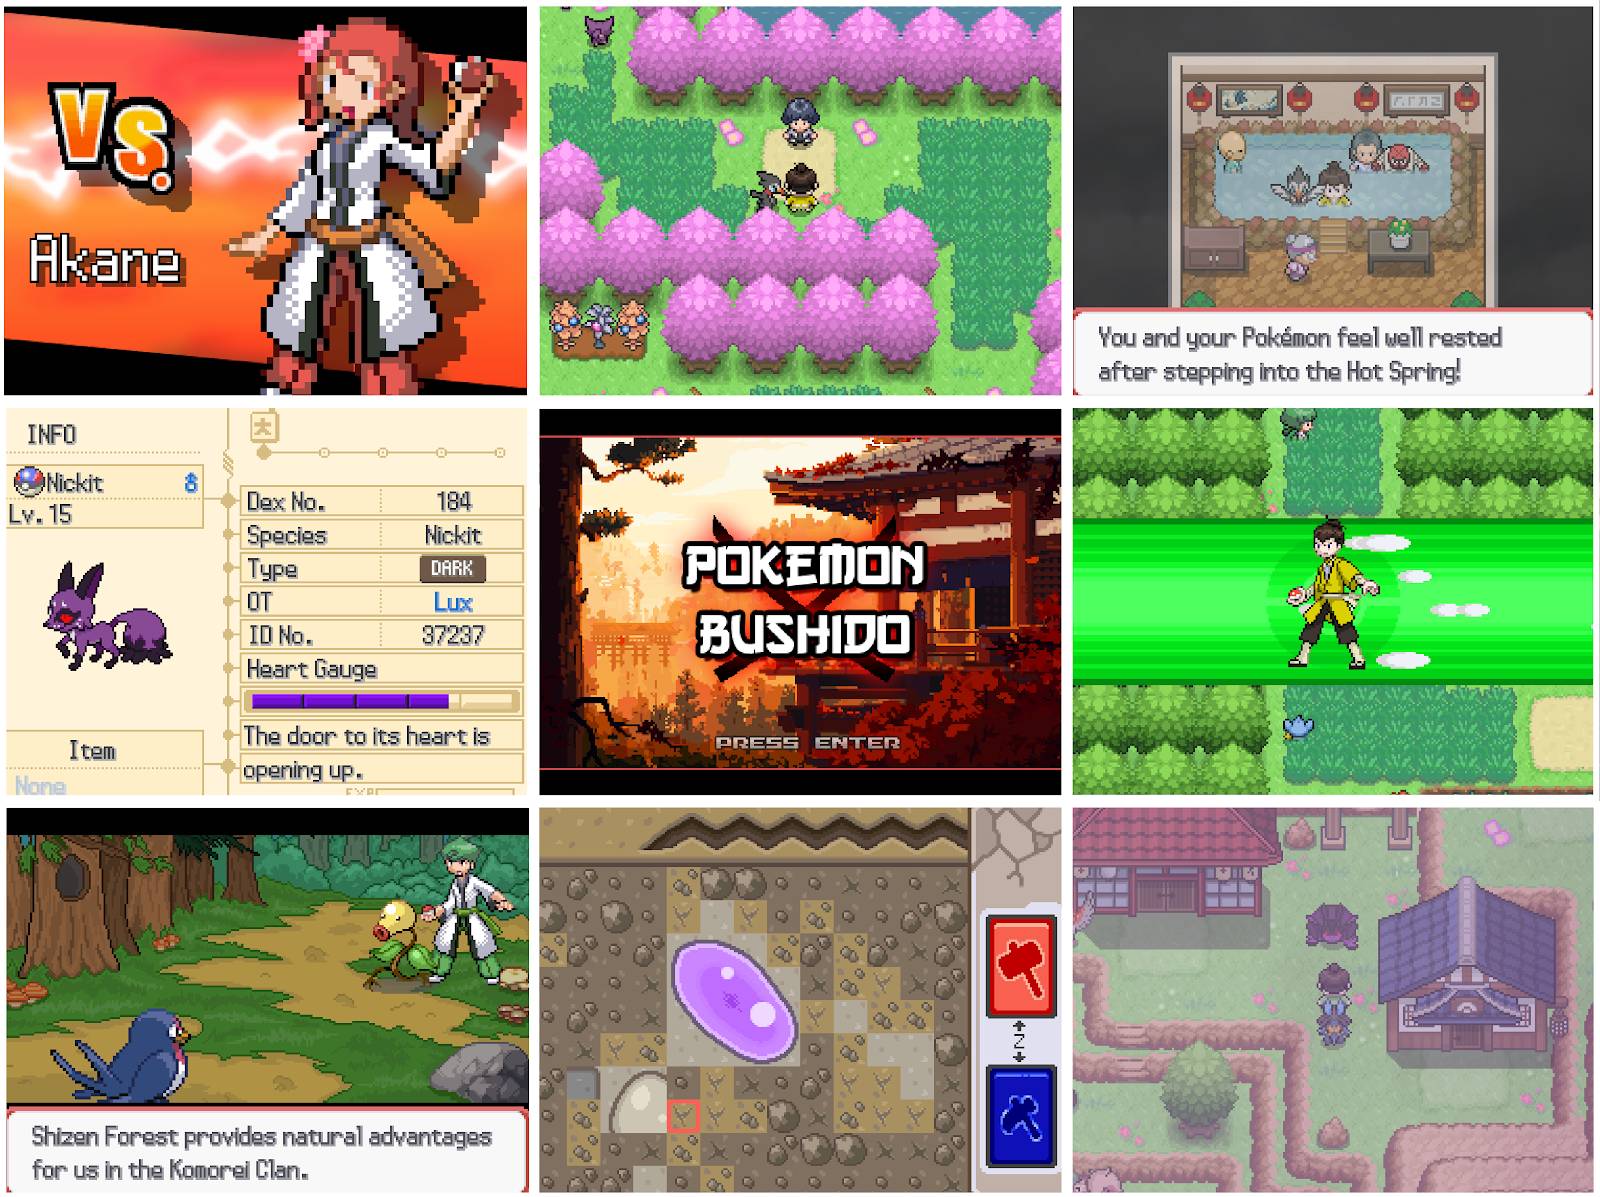 Vs.
Akane
You and your Pokémon feel well rested
after stepping into the Hot Spring!
INFO
大
Nickit
Lv. 15
Dex No. 184
Species Nickit
Type DARK
OT Lux
ID No. 37237
Heart Gauge
The door to its heart is
opening up.
Item
None
EXP
POKEMON
BUSHIDO
PRESS ENTER
Shizen Forest provides natural advantages
for us in the Komorei Clan.
Z